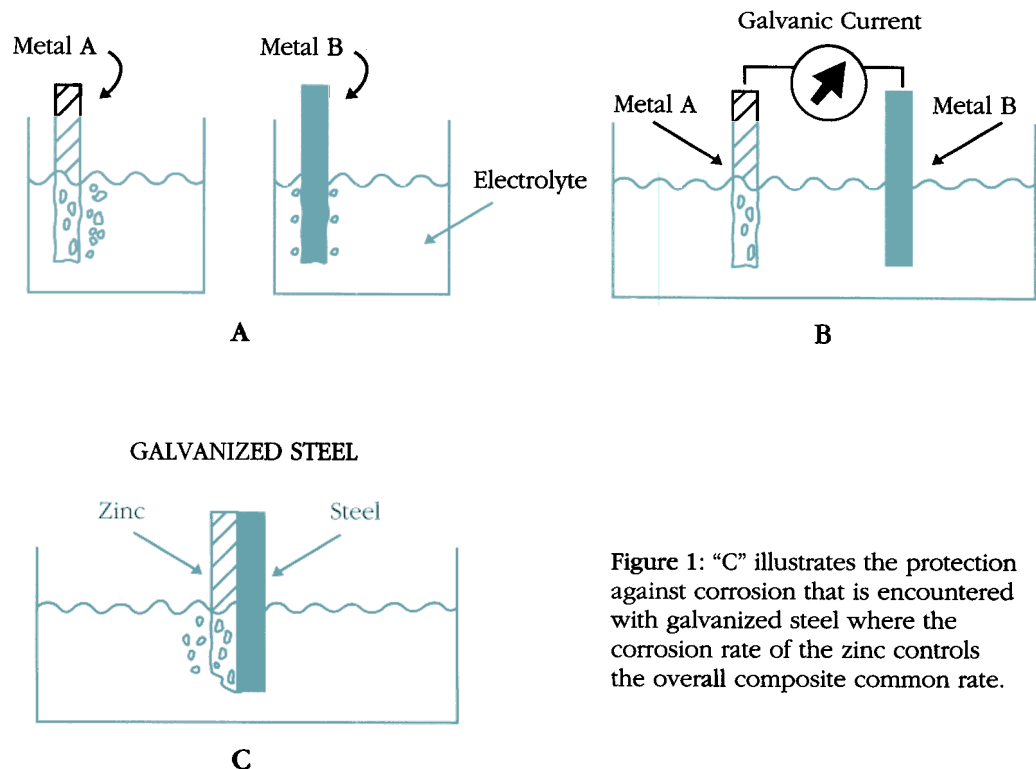 Metal A
Metal B
Electrolyte
A
Galvanic Current
Metal A
Metal B
B
GALVANIZED STEEL
Zinc
Steel
C
Figure 1: “C” illustrates the protection
against corrosion that is encountered
with galvanized steel where the
corrosion rate of the zinc controls
the overall composite common rate.